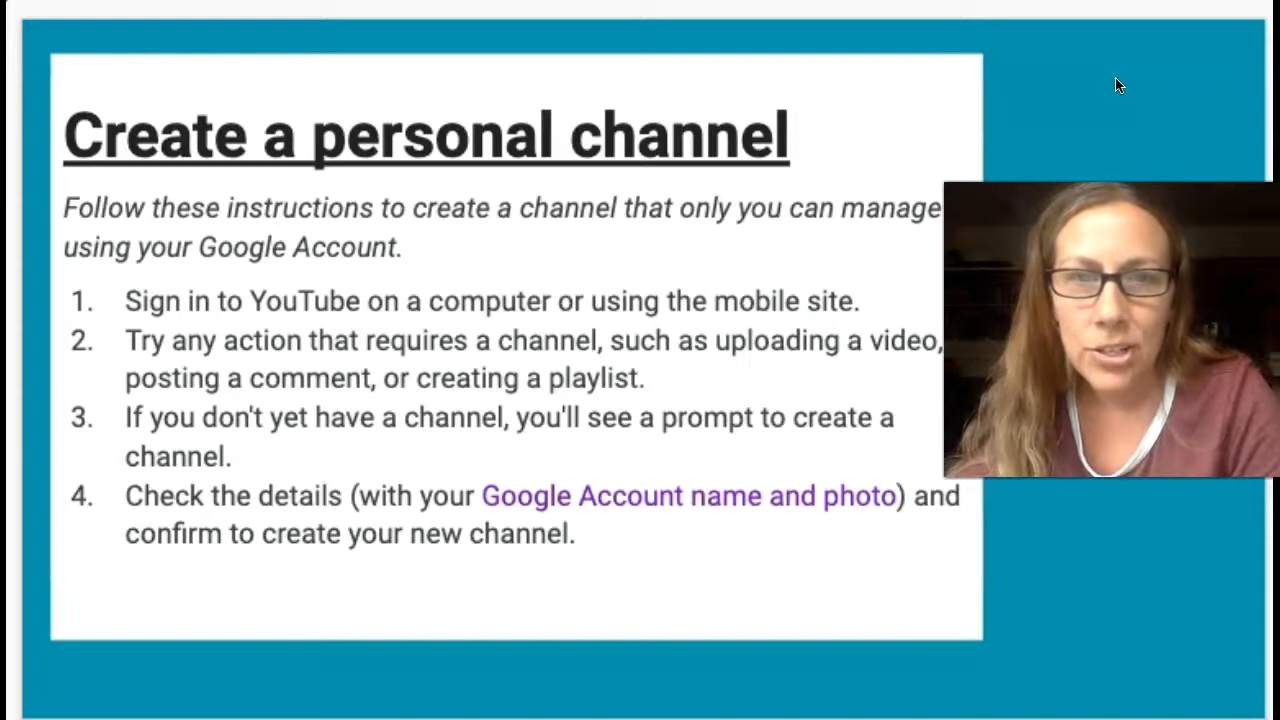 Create a personal channel
Follow these instructions to create a channel that only you can manage
using your Google Account.
1. Sign in to YouTube on a computer or using the mobile site.
2. Try any action that requires a channel, such as uploading a video,
posting a comment, or creating a playlist.
3. If you don't yet have a channel, you'll see a prompt to create a
channel.
4. Check the details (with your Google Account name and photo) and
confirm to create your new channel.